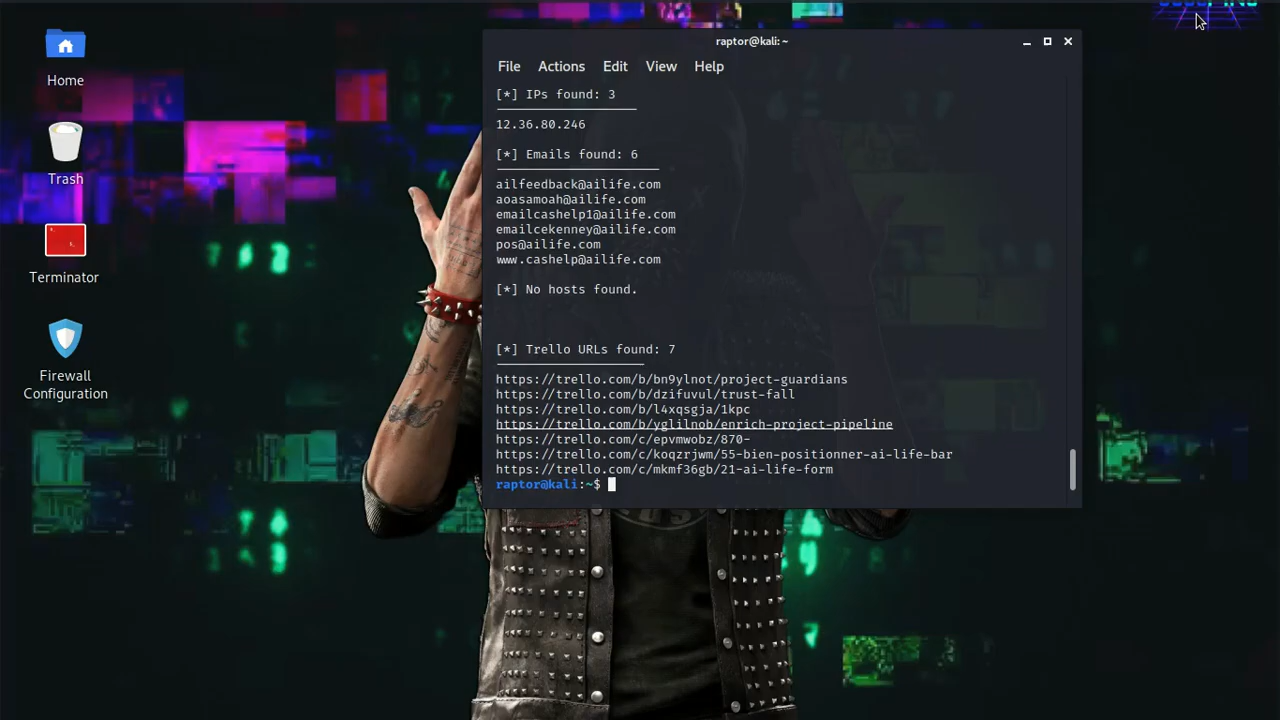 Home
Trash
Terminator
Firewall
Configuration
raptor@kali: ~
File Actions Edit View Help
[*] IPs found: 3
12.36.80.246
[*] Emails found: 6
ailfeedback@ailife.com
aoasamoah@ailife.com
emailcashelp1@ailife.com
emailcekenney@ailife.com
pos@ailife.com
www.cashelp@ailife.com
[*] No hosts found.
[*] Trello URLs found: 7
https://trello.com/b/bn9ylnot/project-guardians
https://trello.com/b/dzifuvul/trust-fall
https://trello.com/b/l4xqsgja/1kpc
https://trello.com/b/yglilnob/enrich-project-pipeline
https://trello.com/c/epvmwobz/870-
https://trello.com/c/koqzrjwm/55-bien-positionner-ai-life-bar
https://trello.com/c/mkmf36gb/21-ai-life-form
raptor@kali:~$